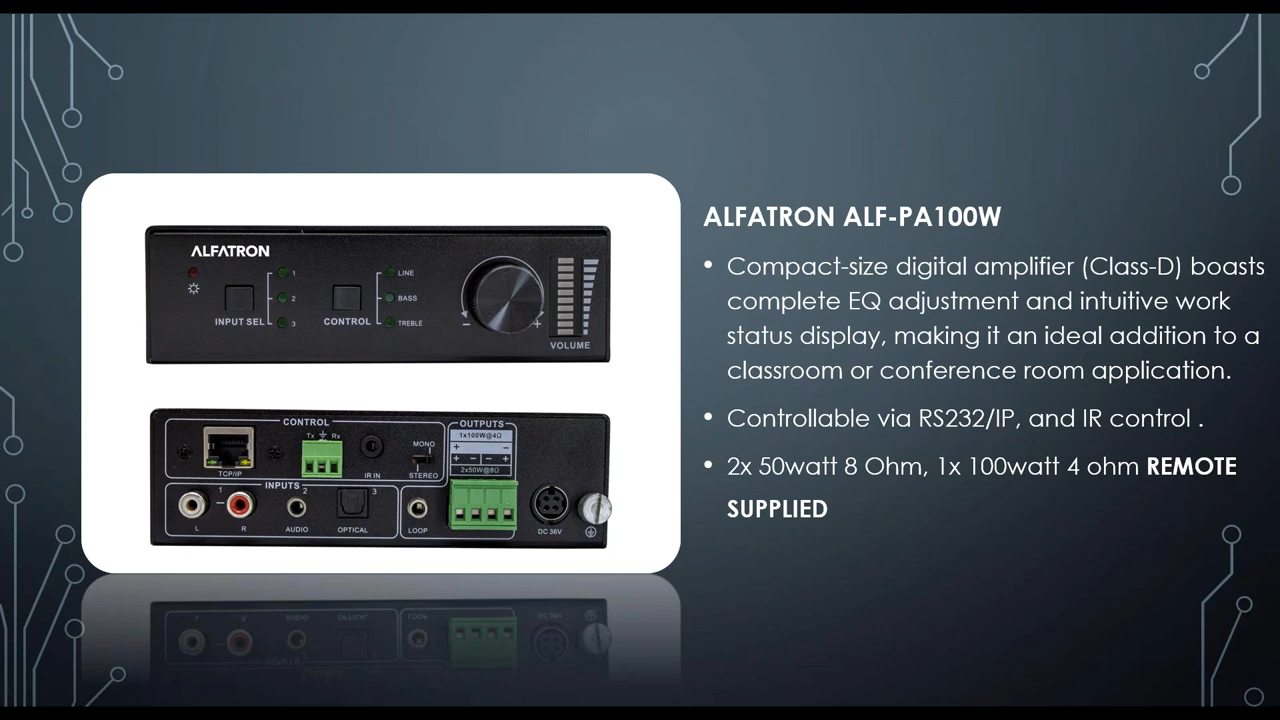 ALFATRON
1
LINE
2
BASS
INPUT SEL
3
CONTROL
TREBLE
-
+
VOLUME
CONTROL
OUTPUTS
Tx Rx
1x100W@4Ω
MONO
+ -
+ - - +
TCP/IP
IR IN
STEREO
2x50W@8Ω
INPUTS
1
2
3
L
R
AUDIO
OPTICAL
LOOP
DC 36V
ALFATRON ALF-PA100W
• Compact-size digital amplifier (Class-D) boasts
complete EQ adjustment and intuitive work
status display, making it an ideal addition to a
classroom or conference room application.
• Controllable via RS232/IP, and IR control .
• 2x 50watt 8 Ohm, 1x 100watt 4 ohm REMOTE
SUPPLIED